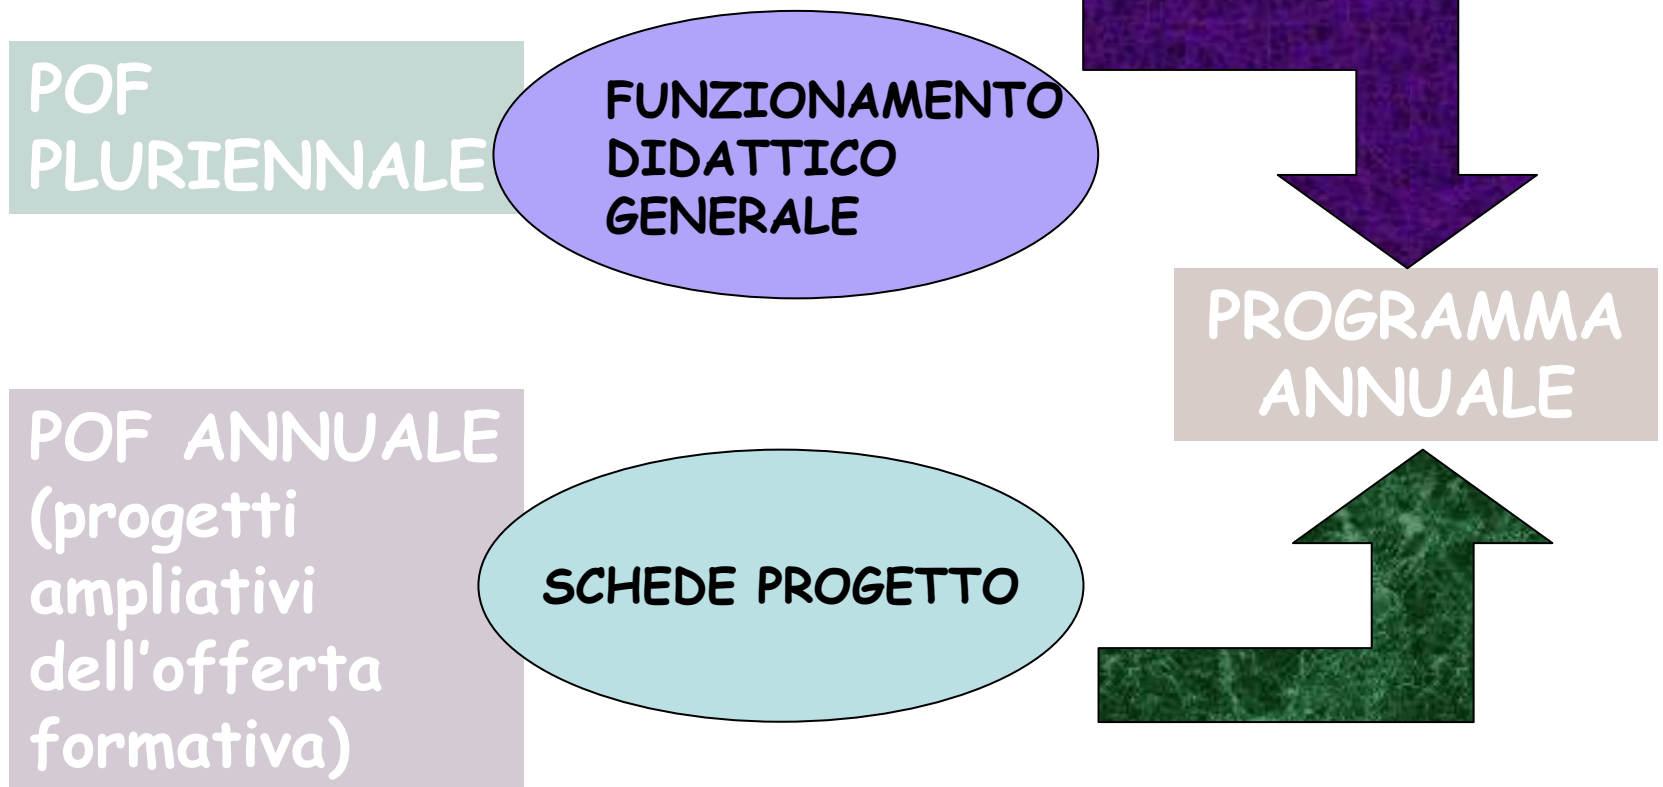 POF
PLURIENNALE
FUNZIONAMENTO
DIDATTICO
GENERALE
PROGRAMMA
ANNUALE
POF ANNUALE
(progetti
ampliativi
dell'offerta
formativa)
SCHEDE PROGETTO